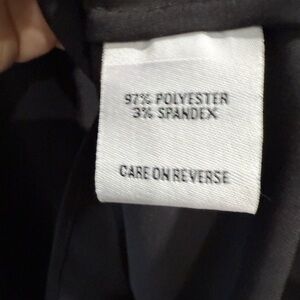 97% POLYESTER
3% SPANDEX
CARE ON REVERSE